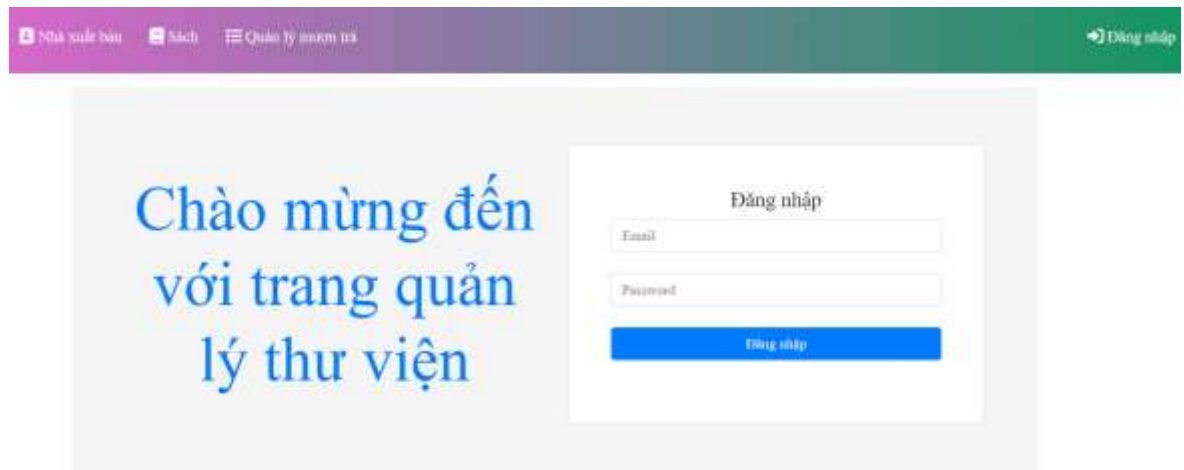 Nhà xuất bản Sách Quản lý mượn trả Đăng nhập
Chào mừng đến
với trang quản
lý thư viện
Đăng nhập
Email
Password
Đăng nhập